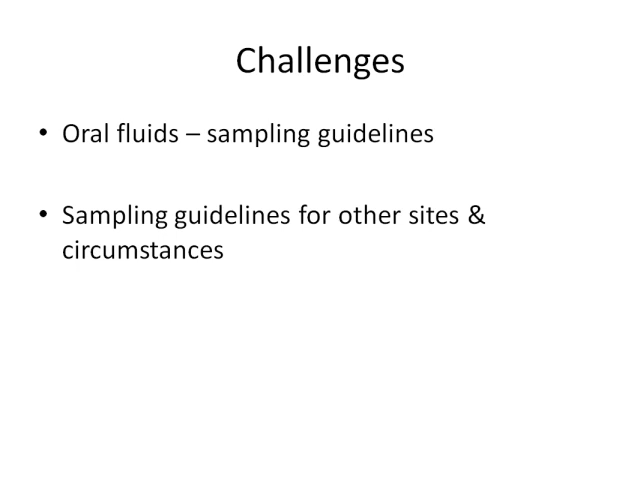 Challenges
• Oral fluids – sampling guidelines
• Sampling guidelines for other sites &
circumstances